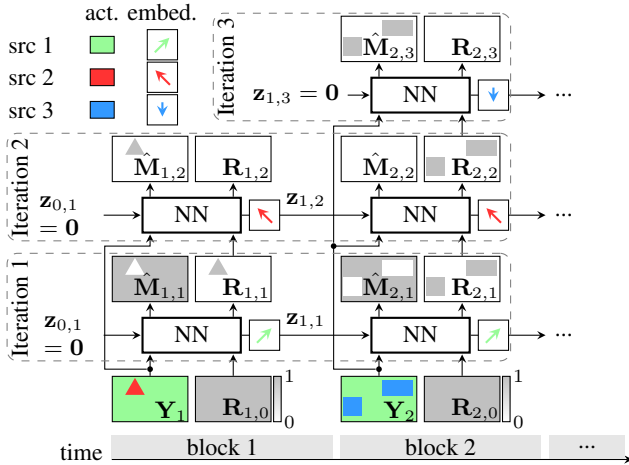 act. embed.
src 1
src 2
src 3
Iteration 3
M̂₂,₃ R₂,₃
z₁,₃ = 0 NN ...
Iteration 2
M̂₁,₂ R₁,₂ M̂₂,₂ R₂,₂
z₀,₁ = 0 NN z₁,₂ NN ...
Iteration 1
M̂₁,₁ R₁,₁ M̂₂,₁ R₂,₁
z₀,₁ = 0 NN z₁,₁ NN ...
Y₁ R₁,₀ 1 0 Y₂ R₂,₀ 1 0
time block 1 block 2 ...